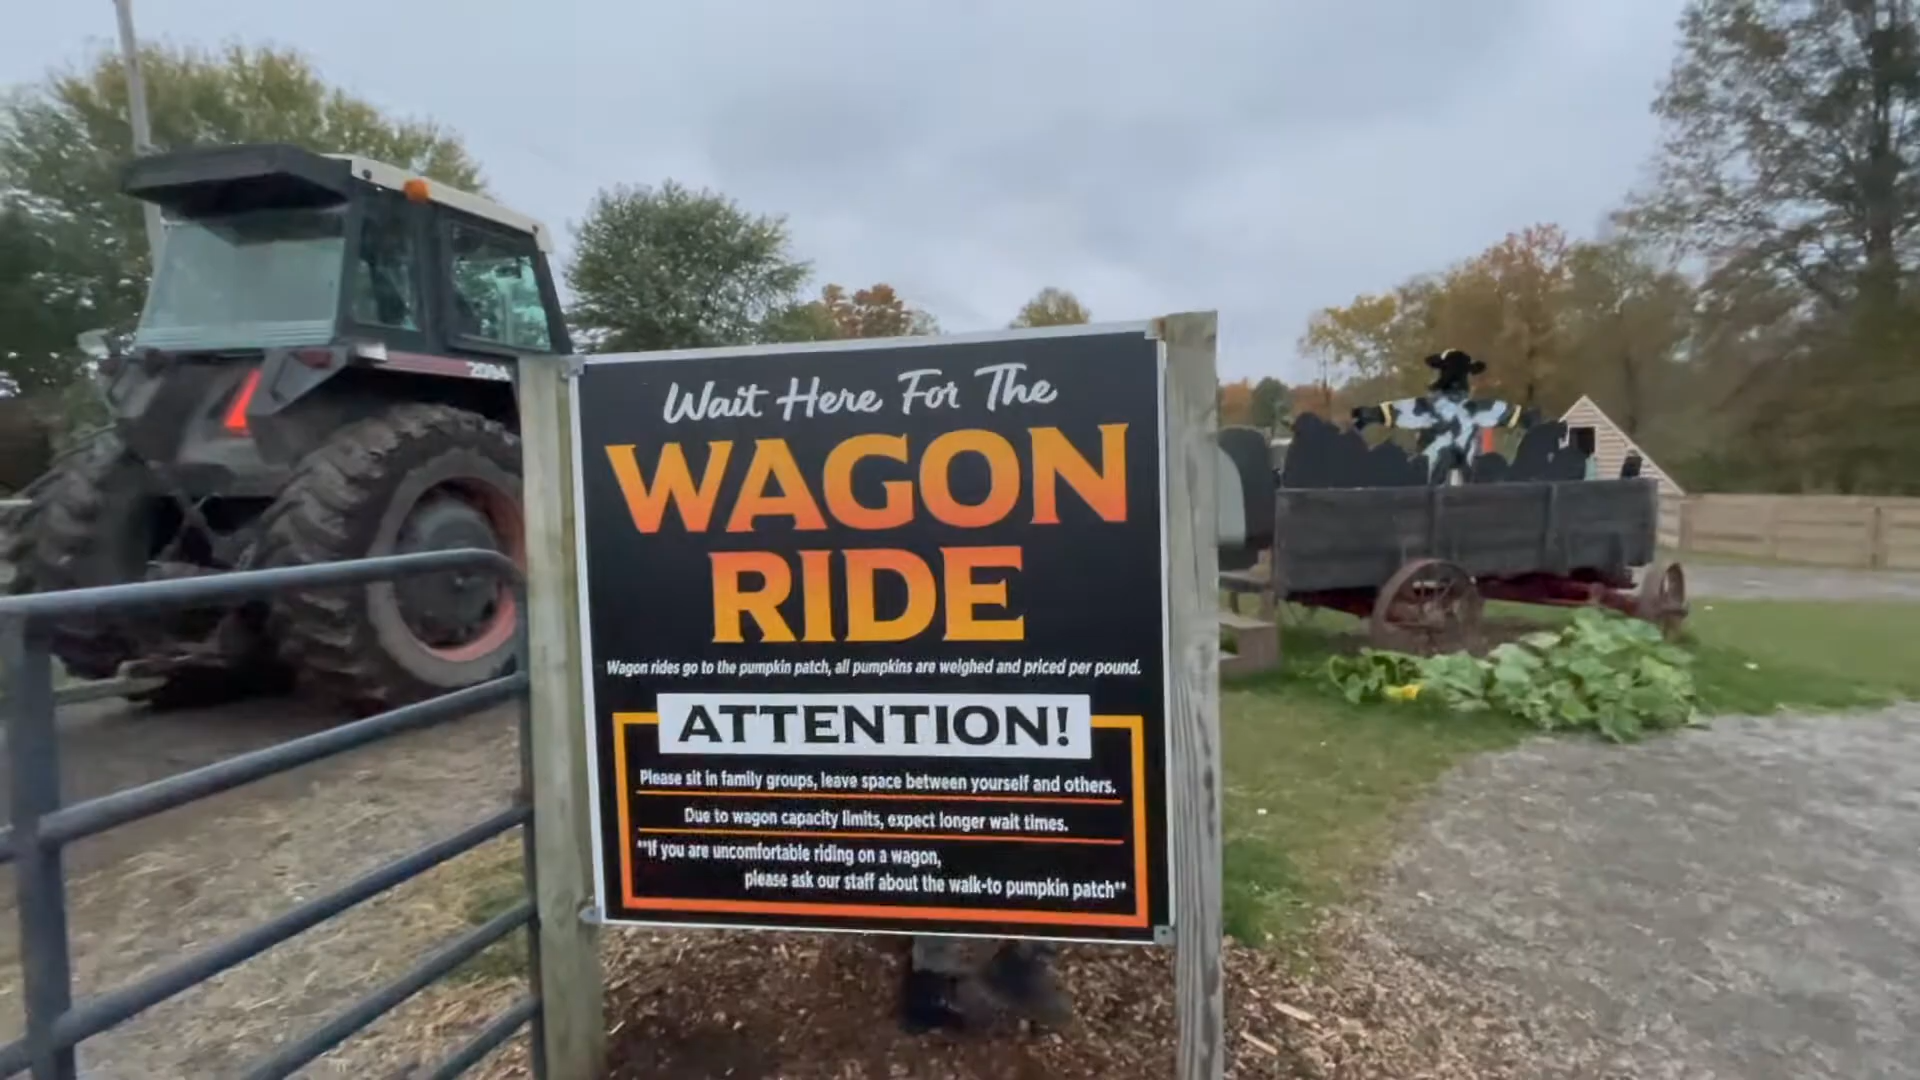 Wait Here For The
WAGON
RIDE
Wagon rides go to the pumpkin patch, all pumpkins are weighed and priced per pound.
ATTENTION!
Please sit in family groups, leave space between yourself and others.
Due to wagon capacity limits, expect longer wait times.
**If you are uncomfortable riding on a wagon,
please ask our staff about the walk-to pumpkin patch**